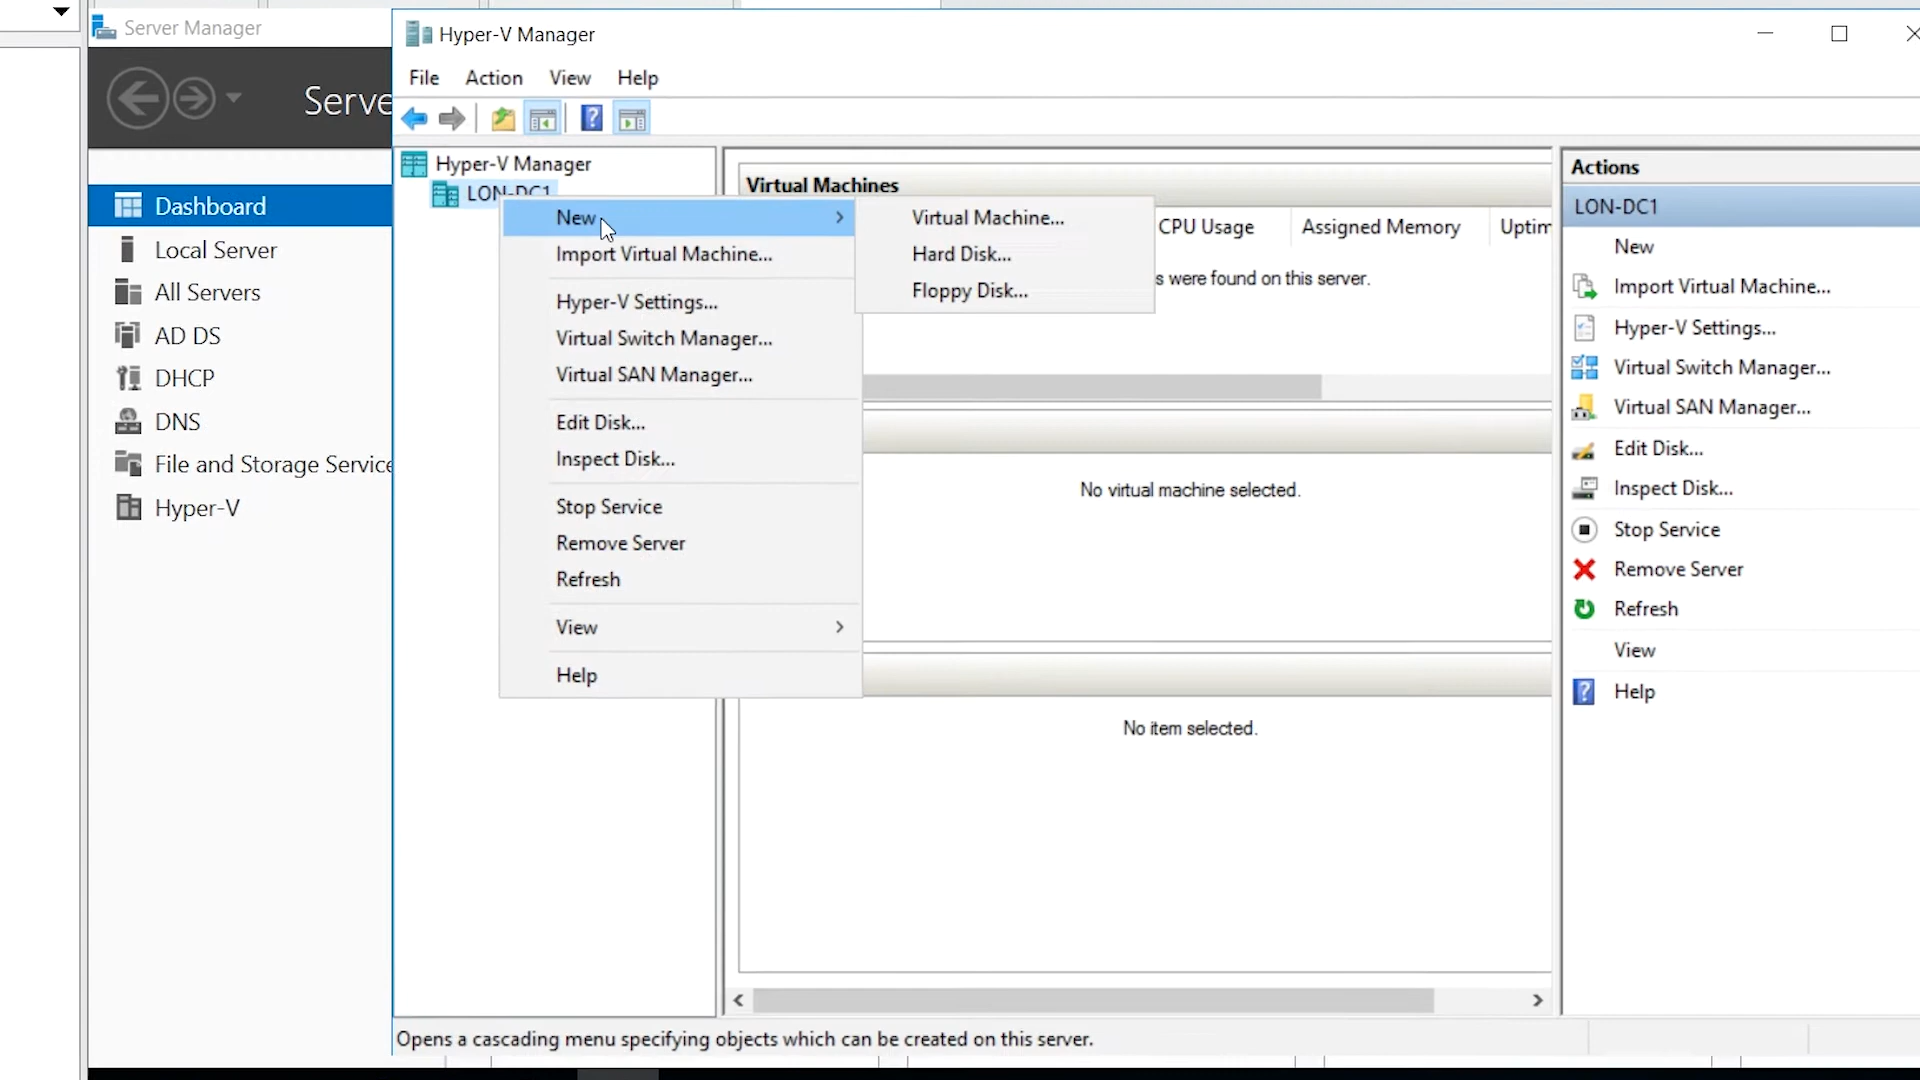 Server Manager
Hyper-V Manager
File Action View Help
Serve
Hyper-V Manager
LON-DC1
Dashboard
Local Server
All Servers
AD DS
DHCP
DNS
File and Storage Service
Hyper-V
New
Import Virtual Machine...
Hyper-V Settings...
Virtual Switch Manager...
Virtual SAN Manager...
Edit Disk...
Inspect Disk...
Stop Service
Remove Server
Refresh
View
Help
Virtual Machine...
Hard Disk...
Floppy Disk...
Virtual Machines
CPU Usage Assigned Memory Uptim
s were found on this server.
No virtual machine selected.
No item selected.
Actions
LON-DC1
New
Import Virtual Machine...
Hyper-V Settings...
Virtual Switch Manager...
Virtual SAN Manager...
Edit Disk...
Inspect Disk...
Stop Service
Remove Server
Refresh
View
Help
Opens a cascading menu specifying objects which can be created on this server.